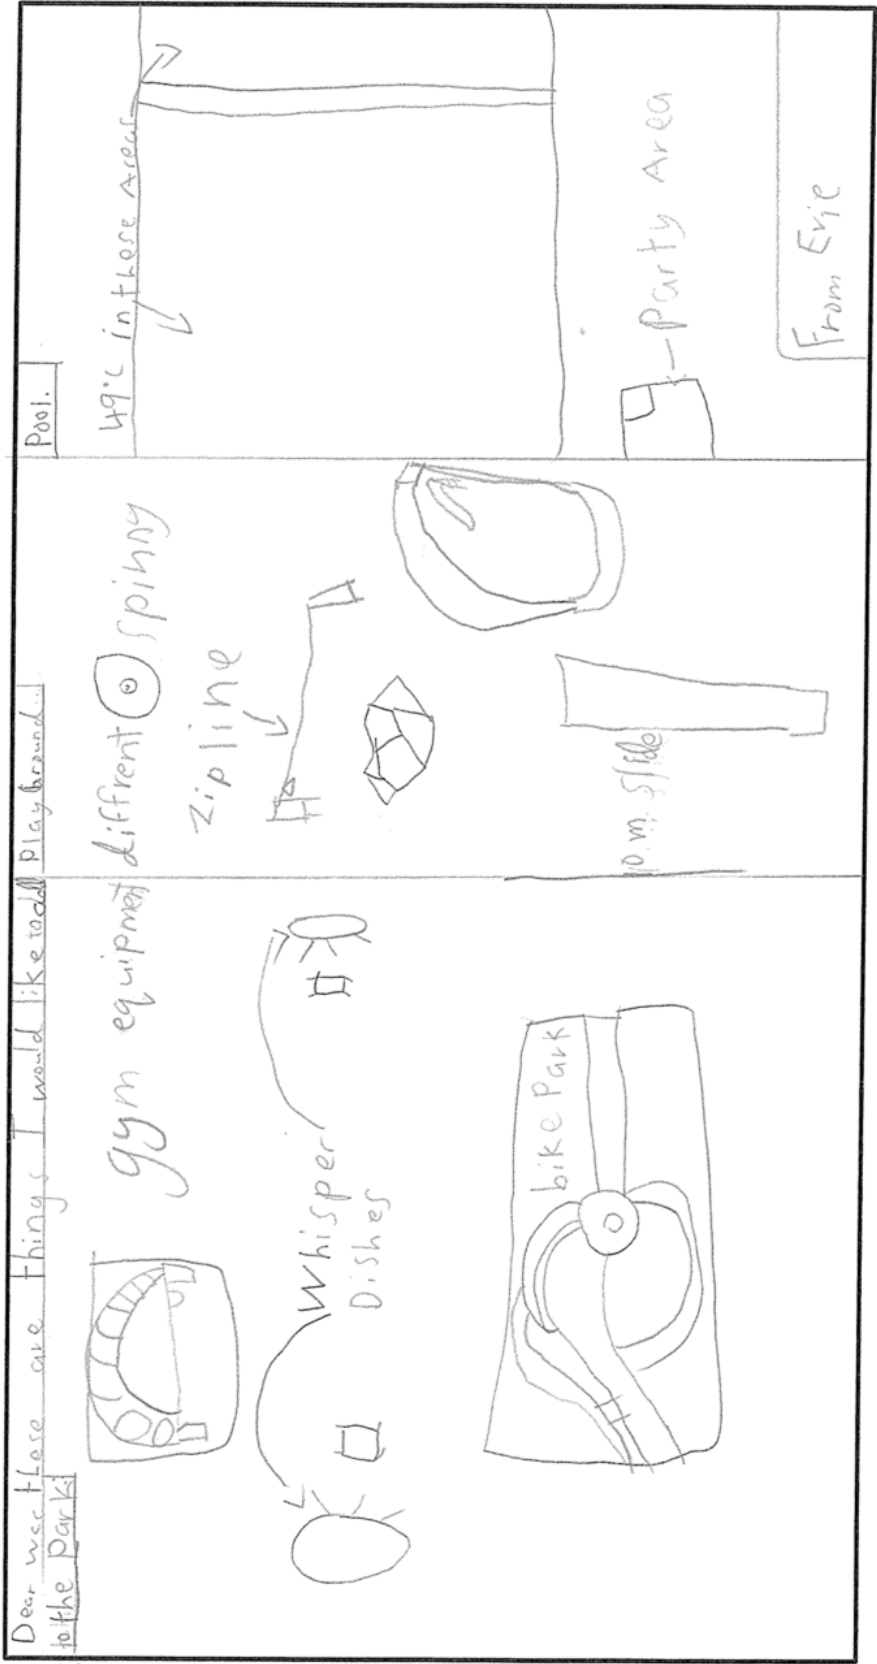 Dear wcc these are things I would like to add
to the park:
gym equipment
Whisper
Dishes
bike Park
Playground..
diffrent spinny
Zip line
10.m. Slide
Pool.
49°c in these Areas
Party Area
From Evie